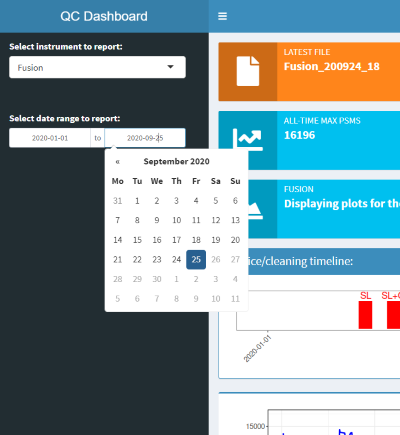 QC Dashboard
Select instrument to report:
Fusion
Select date range to report:
2020-01-01 to 2020-09-25
« September 2020
Mo Tu We Th Fr Sa Su
31 1 2 3 4 5 6
7 8 9 10 11 12 13
14 15 16 17 18 19 20
21 22 23 24 25 26 27
28 29 30 1 2 3 4
5 6 7 8 9 10 11
LATEST FILE
Fusion_200924_18
ALL-TIME MAX PSMS
16196
FUSION
Displaying plots for the
ice/cleaning timeline:
SL SL+
2020-01-01
15000